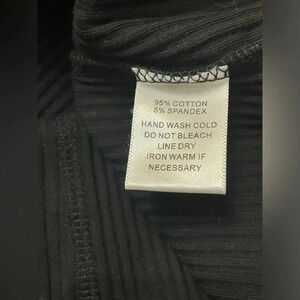 95% COTTON
5% SPANDEX
HAND WASH COLD
DO NOT BLEACH
LINE DRY
IRON WARM IF
NECESSARY